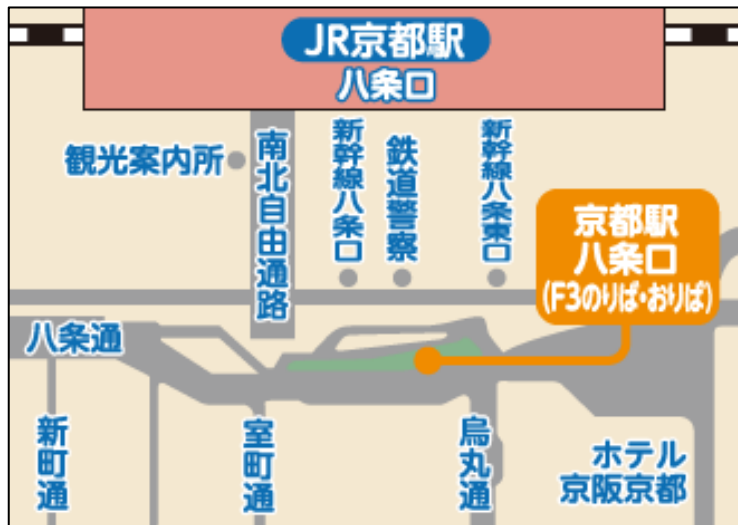 JR京都駅
八条口
観光案内所
南北自由通路
新幹線八条口
鉄道警察
新幹線八条東口
京都駅
八条口
(F3のりば・おりば)
八条通
新町通
室町通
烏丸通
ホテル
京阪京都